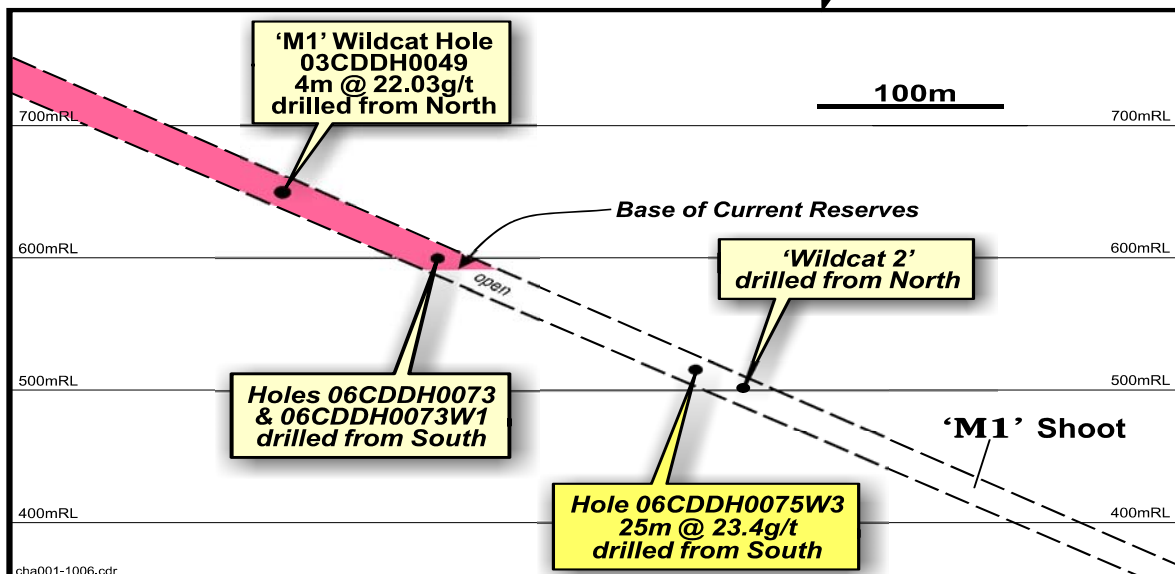 ‘M1’ Wildcat Hole
03CDDH0049
4m @ 22.03g/t
drilled from North
100m
700mRL
700mRL
Base of Current Reserves
600mRL
600mRL
‘Wildcat 2’
drilled from North
open
Holes 06CDDH0073
& 06CDDH0073W1
drilled from South
500mRL
500mRL
‘M1’ Shoot
Hole 06CDDH0075W3
25m @ 23.4g/t
drilled from South
400mRL
400mRL
cha001-1006.cdr